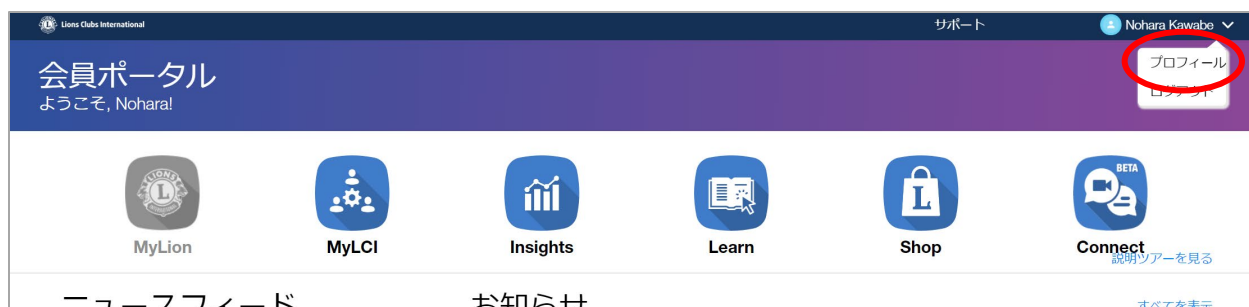 Lions Clubs International
サポート
Nohara Kawabe
会員ポータル
ようこそ, Nohara!
プロフィール
ログアウト
LIONS
L
INTERNATIONAL
L
BETA
MyLion
MyLCI
Insights
Learn
Shop
Connect
説明ツアーを見る
ニュースフィード
お知らせ
すべてを表示